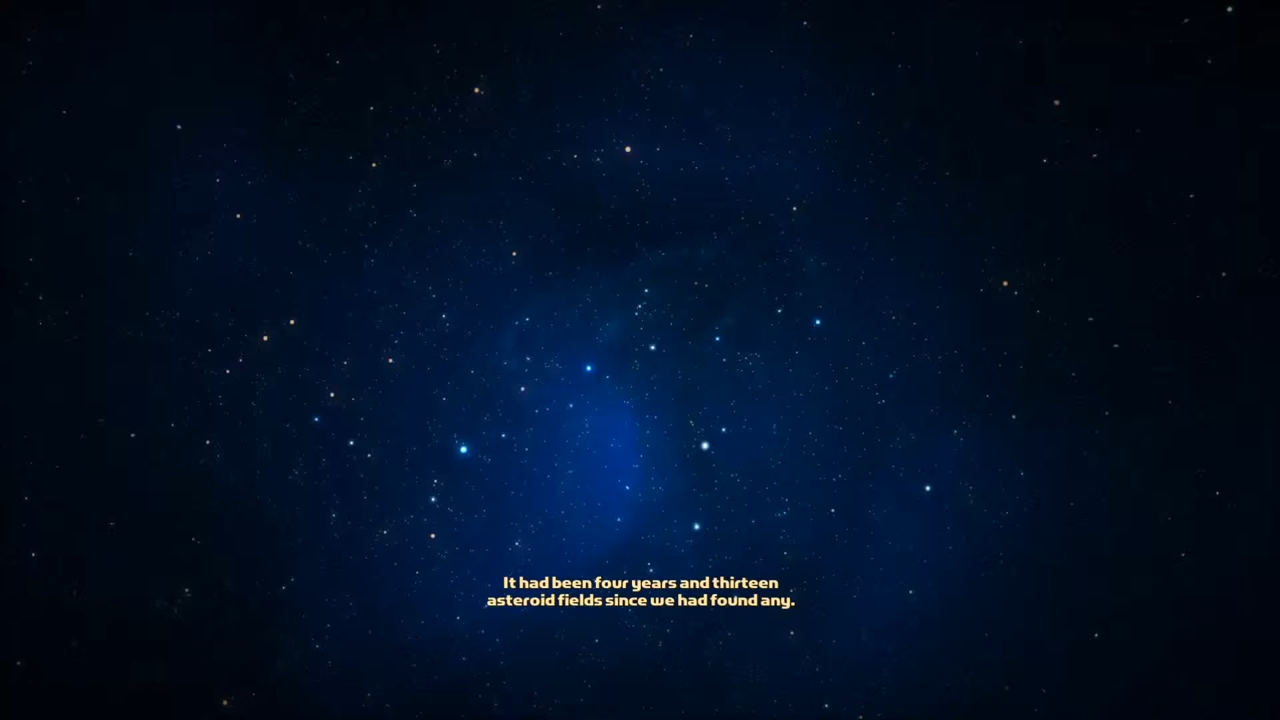 It had been four years and thirteen
asteroid fields since we had found any.